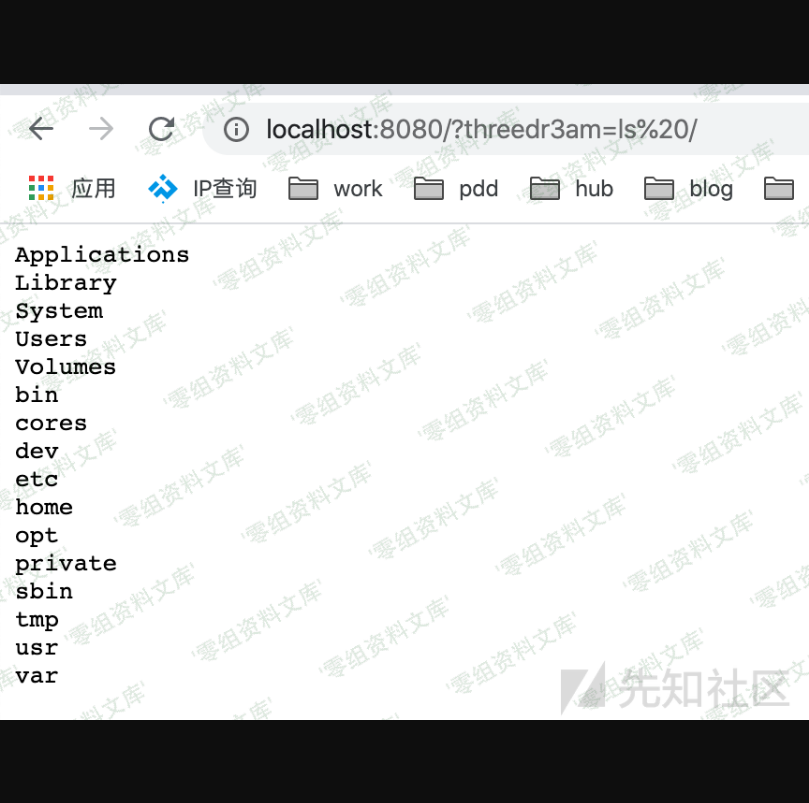 localhost:8080/?threedr3am=ls%20/
应用 IP查询 work pdd hub blog
Applications
Library
System
Users
Volumes
bin
cores
dev
etc
home
opt
private
sbin
tmp
usr
var
零组资料文库
先知社区